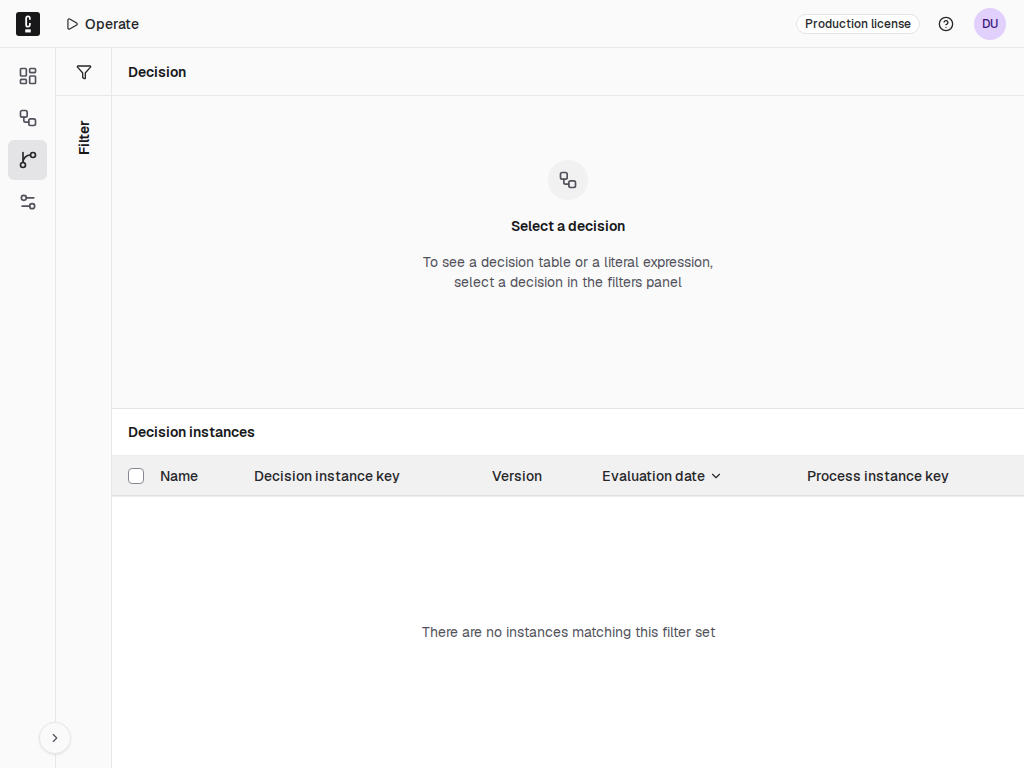 Operate
Production license
DU
Decision
Filter
Select a decision
To see a decision table or a literal expression,
select a decision in the filters panel
Decision instances
Name Decision instance key Version Evaluation date Process instance key
There are no instances matching this filter set